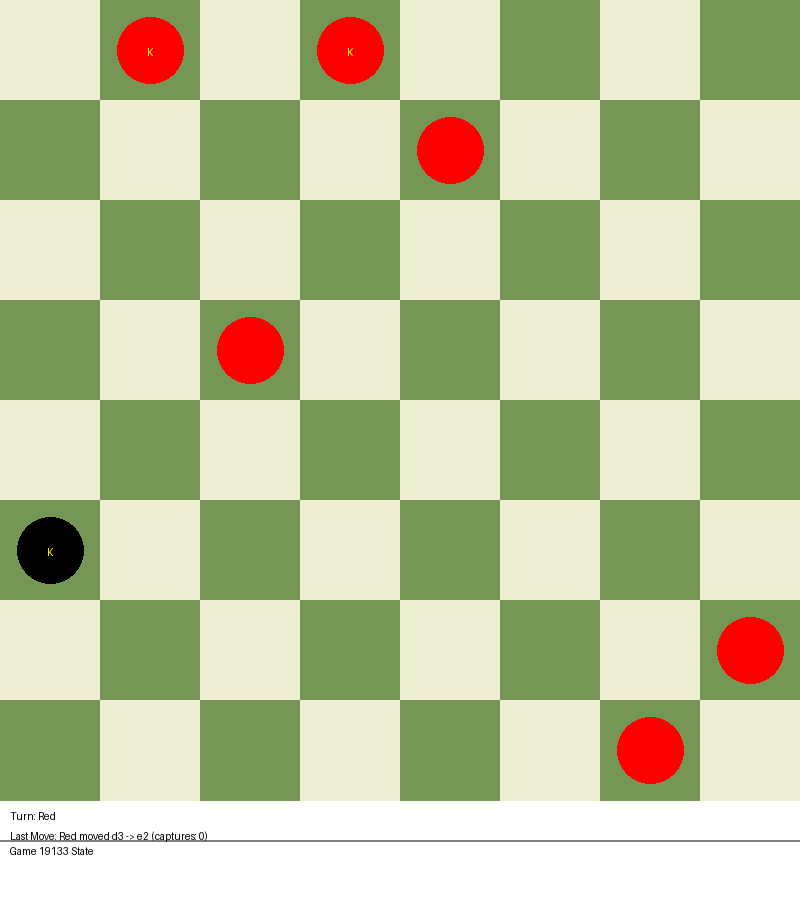 K K
K
Turn: Red
Last Move: Red moved d3 -> e2 (captures: 0)
Game 19133 State